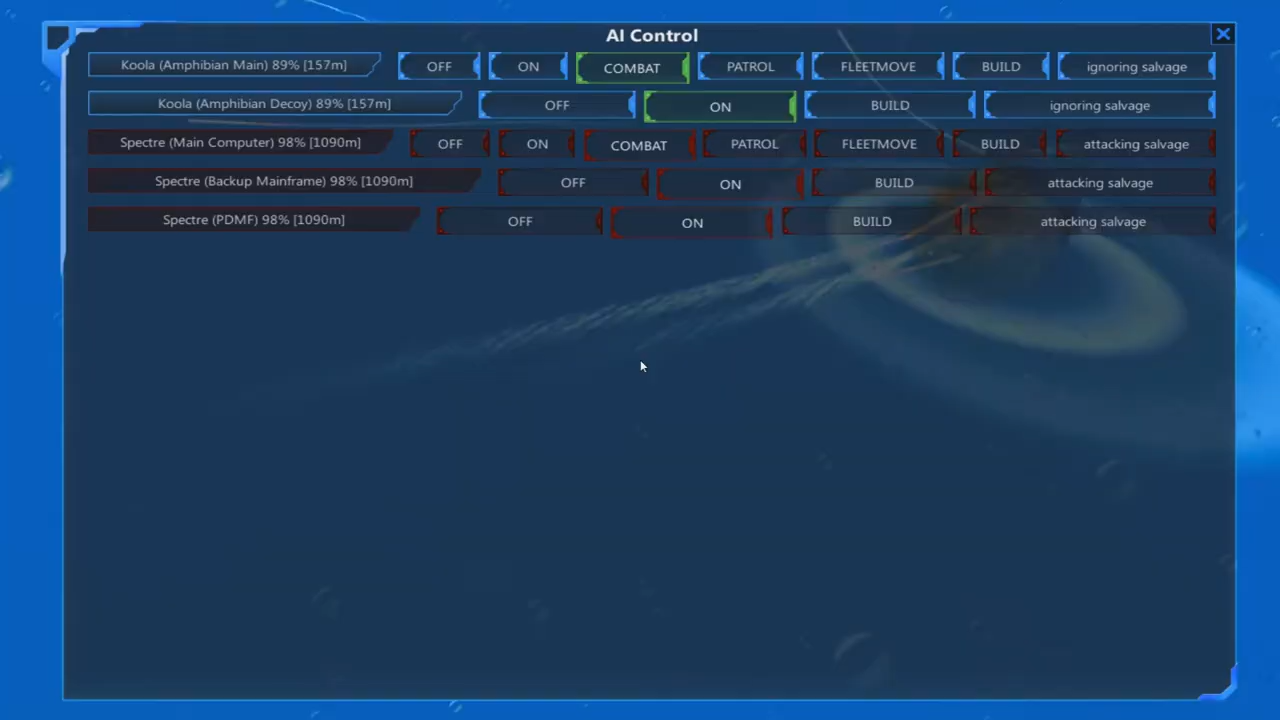 AI Control
Koola (Amphibian Main) 89% [157m] OFF ON COMBAT PATROL FLEETMOVE BUILD ignoring salvage
Koola (Amphibian Decoy) 89% [157m] OFF ON BUILD ignoring salvage
Spectre (Main Computer) 98% [1090m] OFF ON COMBAT PATROL FLEETMOVE BUILD attacking salvage
Spectre (Backup Mainframe) 98% [1090m] OFF ON BUILD attacking salvage
Spectre (PDMF) 98% [1090m] OFF ON BUILD attacking salvage